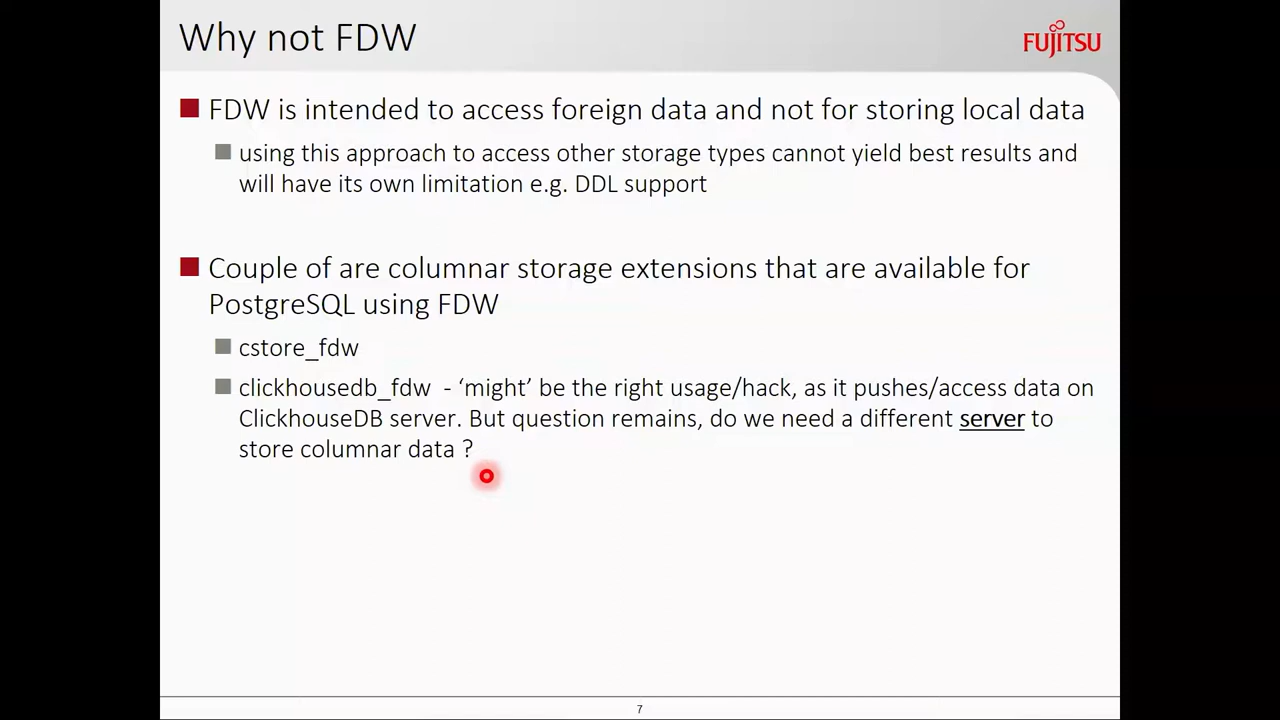 Why not FDW
FUJITSU
FDW is intended to access foreign data and not for storing local data
using this approach to access other storage types cannot yield best results and
will have its own limitation e.g. DDL support
Couple of are columnar storage extensions that are available for
PostgreSQL using FDW
cstore_fdw
clickhousedb_fdw - ‘might’ be the right usage/hack, as it pushes/access data on
ClickhouseDB server. But question remains, do we need a different server to
store columnar data ?
7